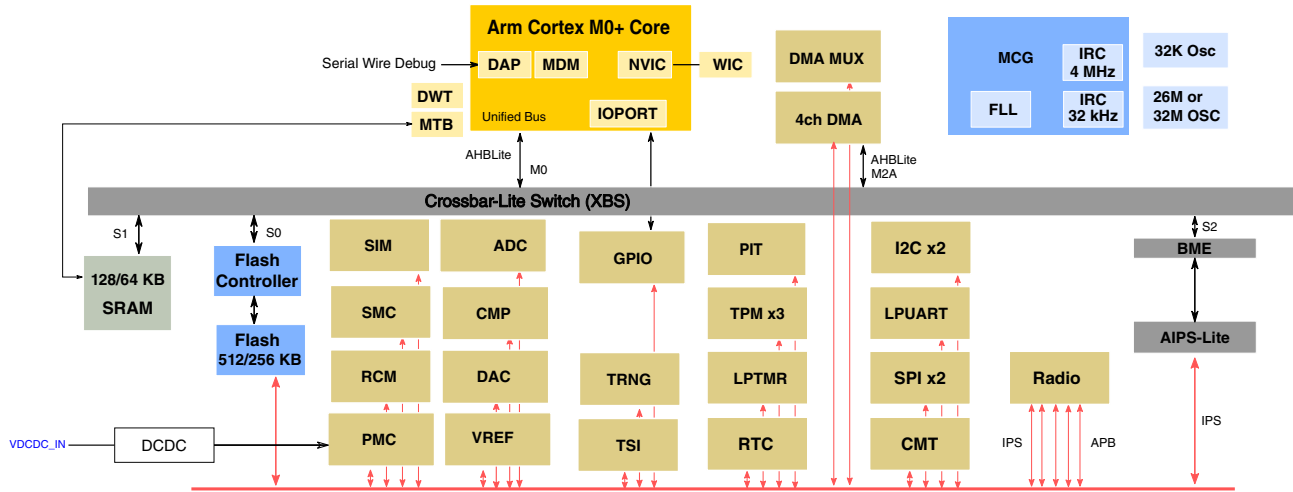 Arm Cortex M0+ Core
Serial Wire Debug
DAP
MDM
NVIC
WIC
DWT
MTB
Unified Bus
IOPORT
DMA MUX
4ch DMA
MCG
IRC
4 MHz
FLL
IRC
32 kHz
32K Osc
26M or
32M OSC
AHBLite
M0
AHBLite
M2A
Crossbar-Lite Switch (XBS)
S1
S0
S2
128/64 KB
SRAM
Flash
Controller
Flash
512/256 KB
SIM
SMC
RCM
PMC
ADC
CMP
DAC
VREF
GPIO
TRNG
TSI
PIT
TPM x3
LPTMR
RTC
I2C x2
LPUART
SPI x2
CMT
Radio
IPS
APB
BME
AIPS-Lite
IPS
VDCDC_IN
DCDC